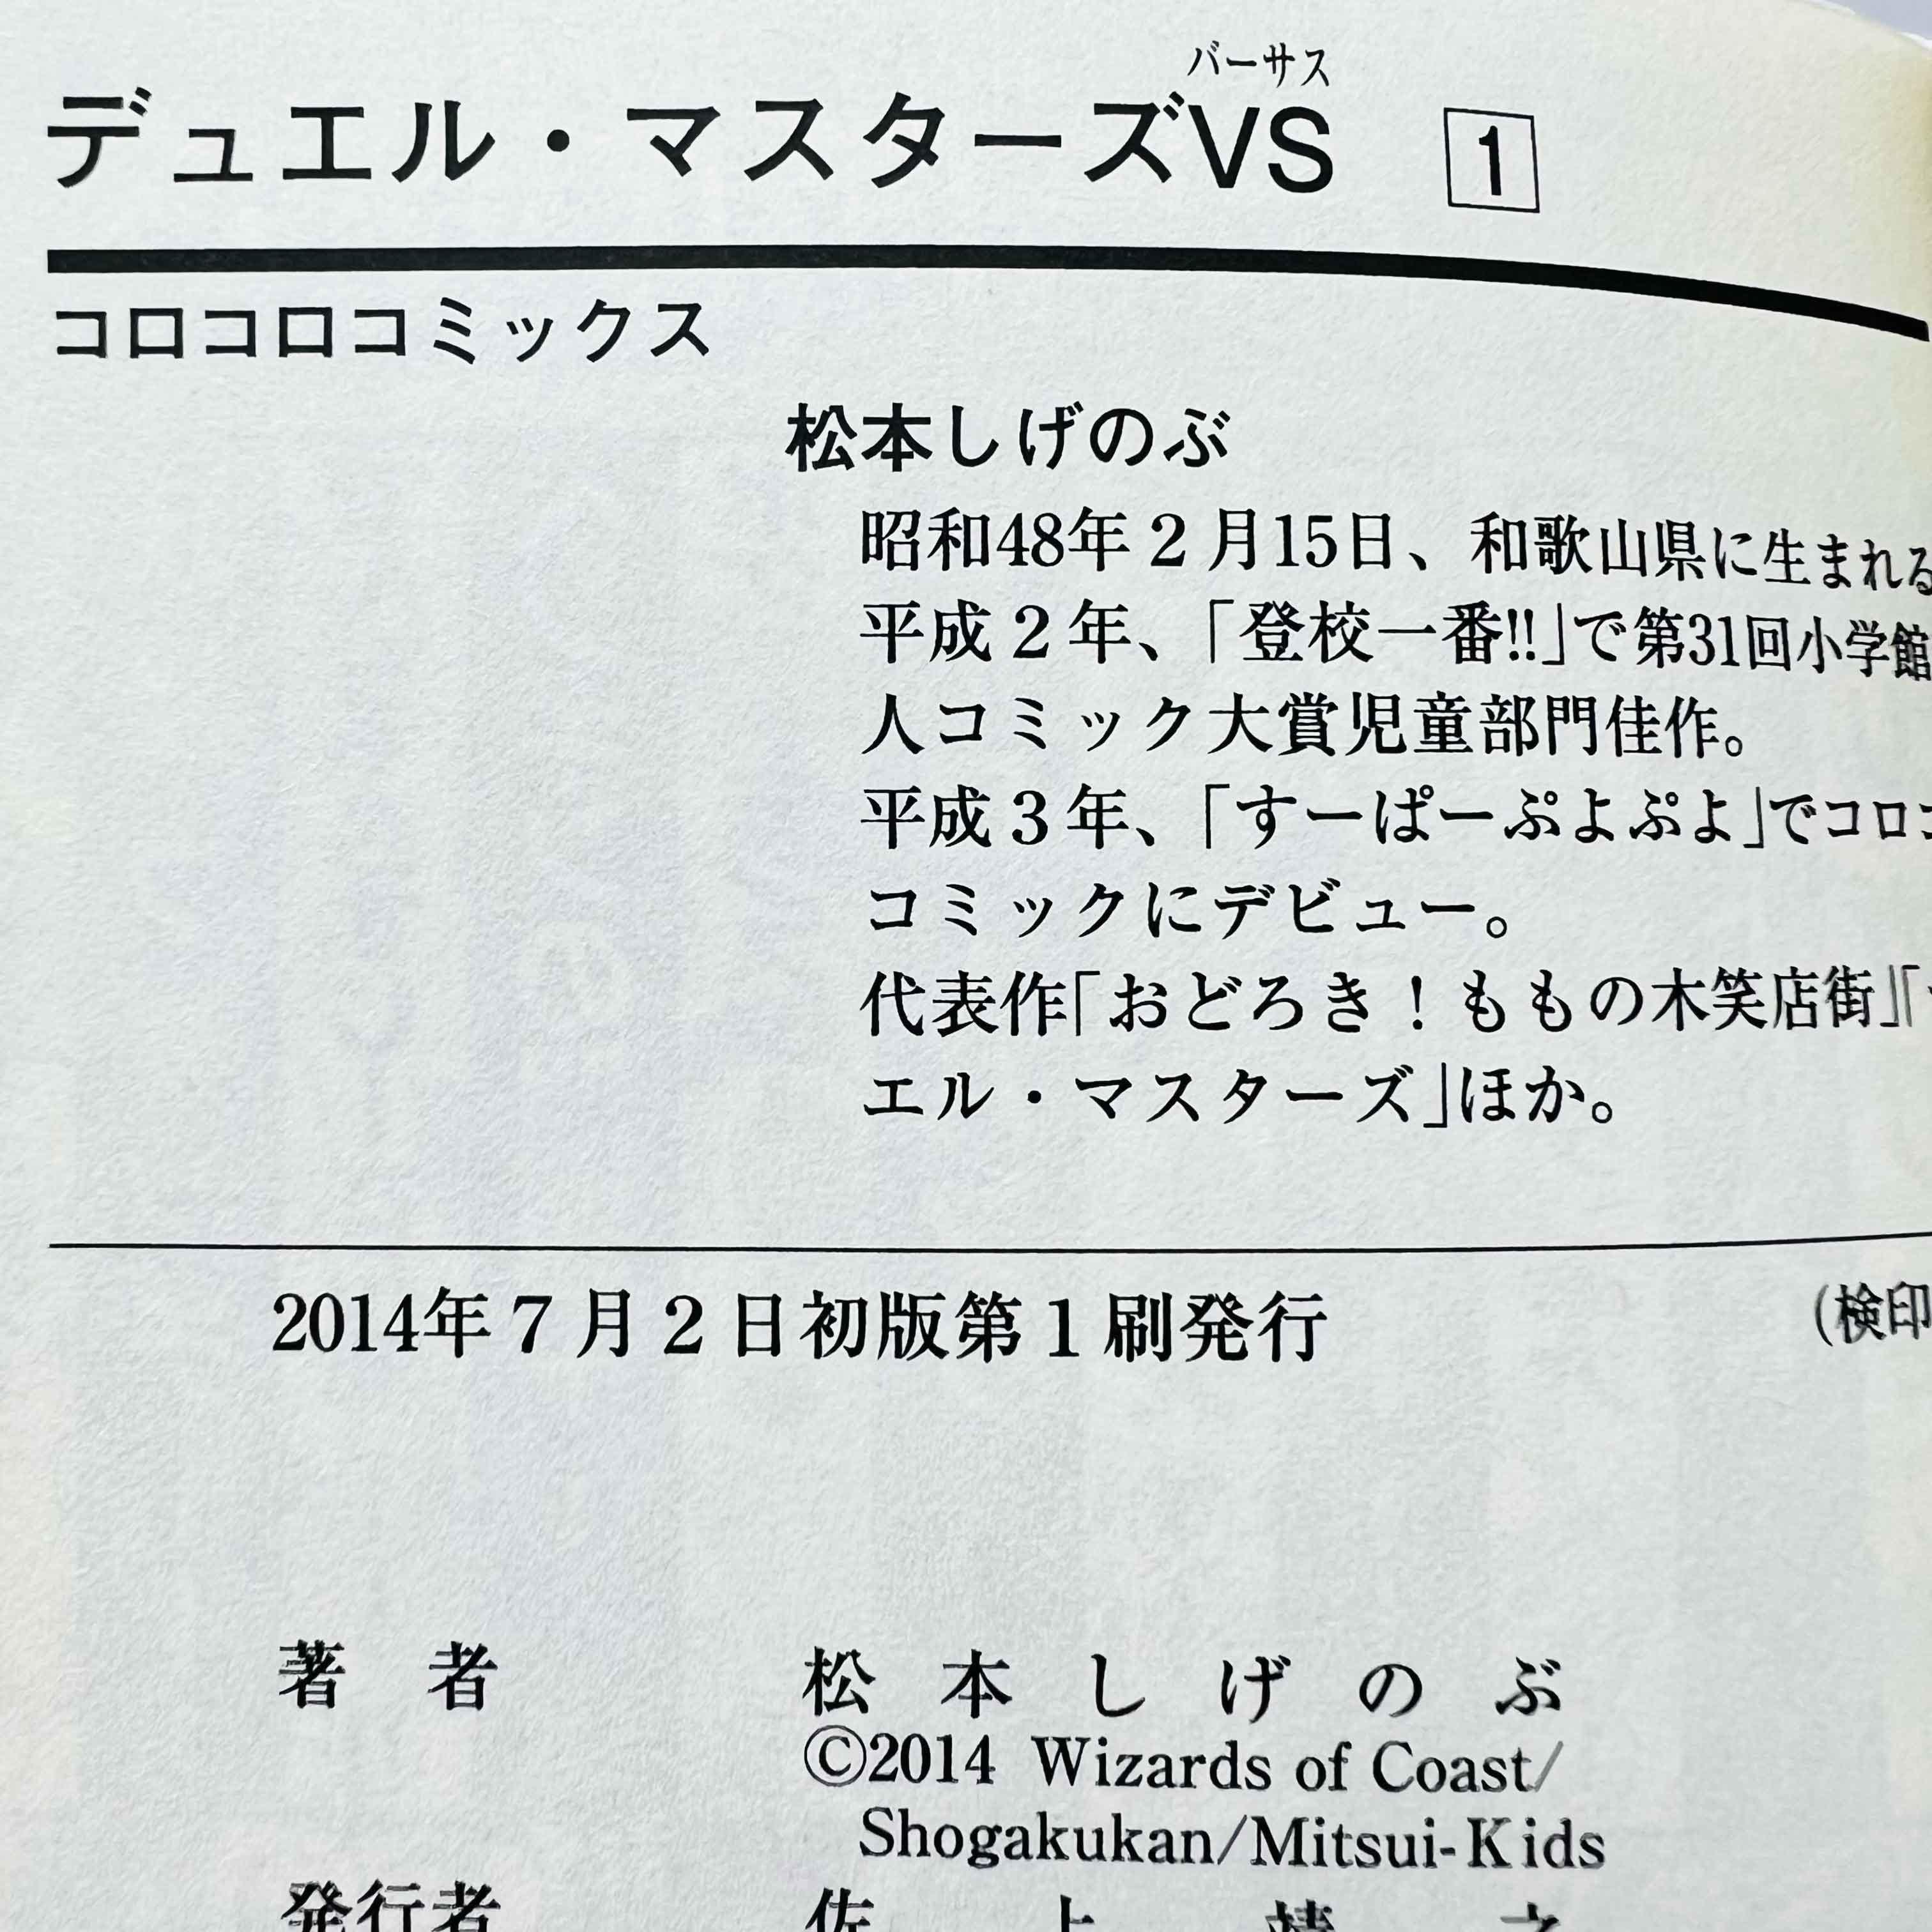 バーサス
デュエル・マスターズVS 1
コロコロコミックス
松本しげのぶ
昭和48年2月15日、和歌山県に生まれる
平成2年、「登校一番!!」で第31回小学館
人コミック大賞児童部門佳作。
平成3年、「すーぱーぷよぷよ」でコロコ
コミックにデビュー。
代表作「おどろき!ももの木笑店街」「
エル・マスターズ」ほか。
2014年7月2日初版第1刷発行
(検印
著者 松本しげのぶ
©2014 Wizards of Coast/
Shogakukan/Mitsui-Kids
発行者 佐上靖之